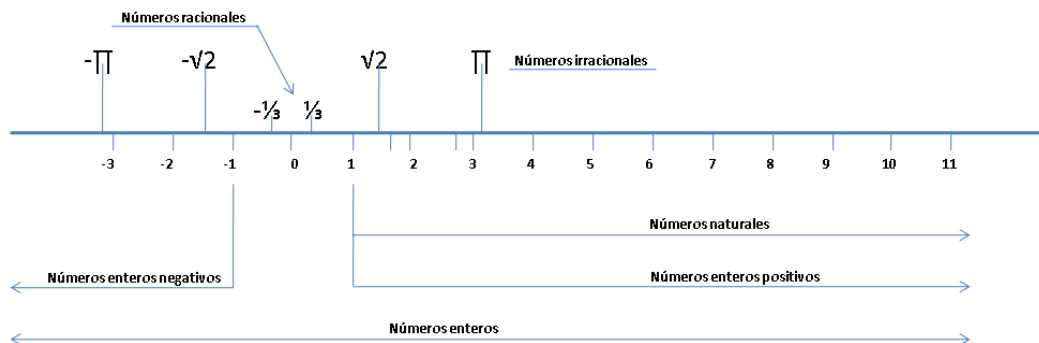 Números racionales
-∏ -√2 √2 ∏ Números irracionales
-⅓ ⅓
-3 -2 -1 0 1 2 3 4 5 6 7 8 9 10 11
Números naturales
Números enteros negativos Números enteros positivos
Números enteros